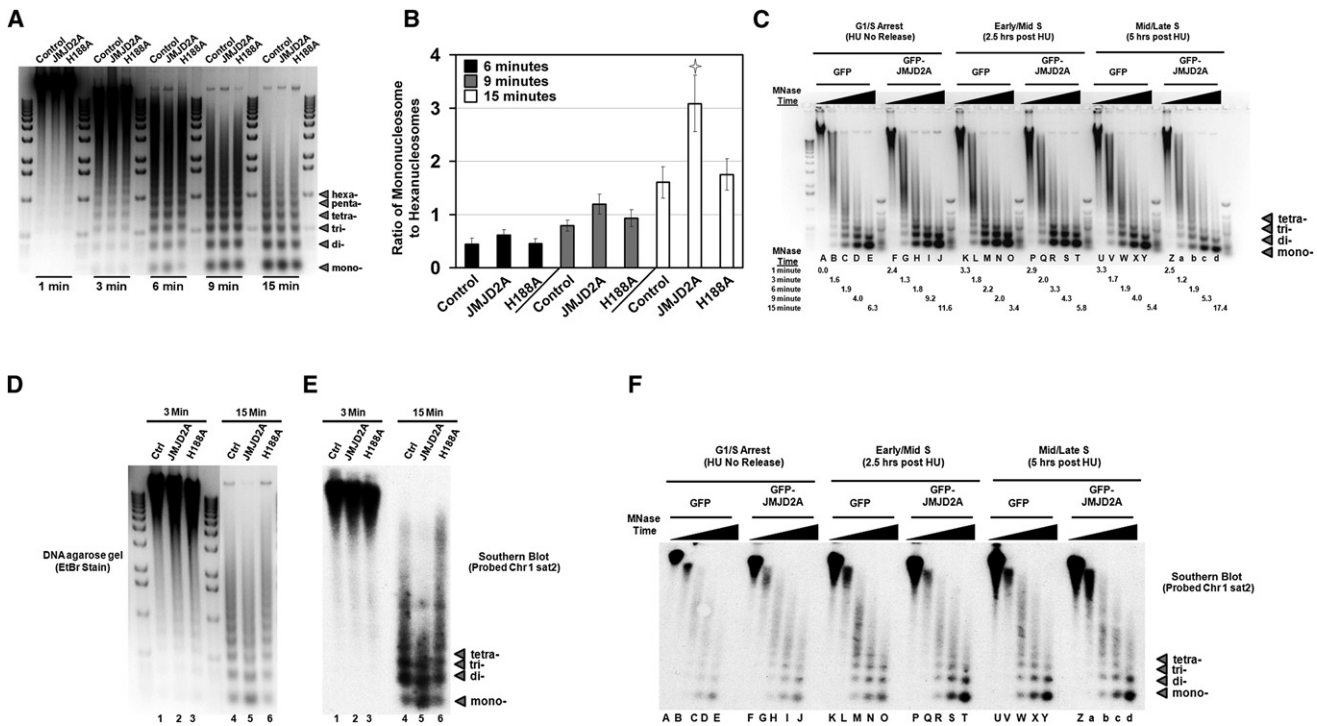 A
Control
JMJD2A
H188A
Control
JMJD2A
H188A
Control
JMJD2A
H188A
Control
JMJD2A
H188A
Control
JMJD2A
H188A
hexa-
penta-
tetra-
tri-
di-
mono-
1 min 3 min 6 min 9 min 15 min
B
Ratio of Mononucleosome
to Hexanucleosomes
4
3
2
1
0
6 minutes
9 minutes
15 minutes
Control
JMJD2A
H188A
Control
JMJD2A
H188A
Control
JMJD2A
H188A
C
G1/S Arrest Early/Mid S Mid/Late S
(HU No Release) (2.5 hrs post HU) (5 hrs post HU)
GFP GFP-JMJD2A GFP GFP-JMJD2A GFP GFP-JMJD2A
MNase
Time
tetra-
tri-
di-
mono-
A B C D E F G H I J K L M N O P Q R S T U V W X Y Z a b c d
MNase
Time
1 minute 0.0 2.4 3.3 2.9 3.3 2.5
3 minute 1.6 1.3 1.8 2.0 1.7 1.2
6 minute 1.9 1.8 2.2 3.3 1.9 1.9
9 minute 4.0 9.2 2.0 4.3 4.0 5.3
15 minute 6.3 11.6 3.4 5.8 5.4 17.4
D
3 Min 15 Min
Ctrl
JMJD2A
H188A
Ctrl
JMJD2A
H188A
DNA agarose gel
(EtBr Stain)
1 2 3 4 5 6
E
3 Min 15 Min
Ctrl
JMJD2A
H188A
Ctrl
JMJD2A
H188A
Southern Blot
(Probed Chr 1 sat2)
tetra-
tri-
di-
mono-
1 2 3 4 5 6
F
G1/S Arrest Early/Mid S Mid/Late S
(HU No Release) (2.5 hrs post HU) (5 hrs post HU)
GFP GFP-JMJD2A GFP GFP-JMJD2A GFP GFP-JMJD2A
MNase
Time
Southern Blot
(Probed Chr 1 sat2)
tetra-
tri-
di-
mono-
A B C D E F G H I J K L M N O P Q R S T U V W X Y Z a b c d